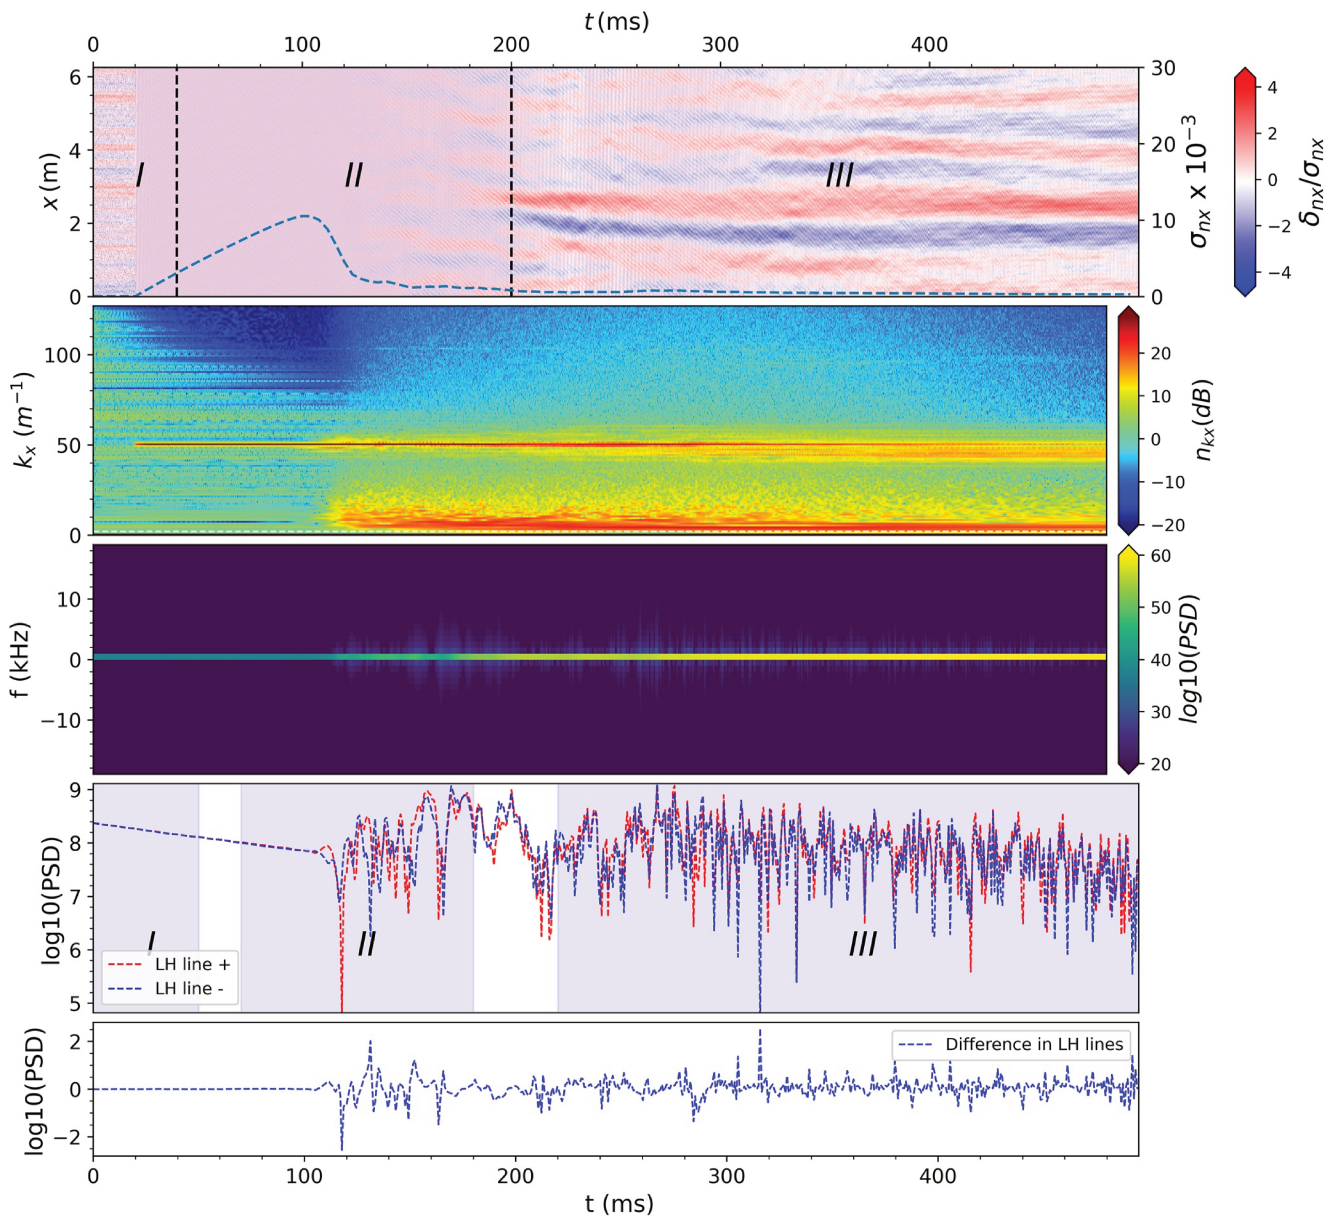 t (ms)
0 100 200 300 400
6
4
2
0
x (m)
I
II
III
30
20
10
0
σnx x 10−3
4
2
0
−2
−4
δnx/σnx
100
50
0
kx (m−1)
20
10
0
−10
−20
nkx(dB)
10
0
−10
f (kHz)
60
50
40
30
20
log10(PSD)
9
8
7
6
5
log10(PSD)
I
II
III
LH line +
LH line -
2
0
−2
log10(PSD)
Difference in LH lines
0 100 200 300 400
t (ms)